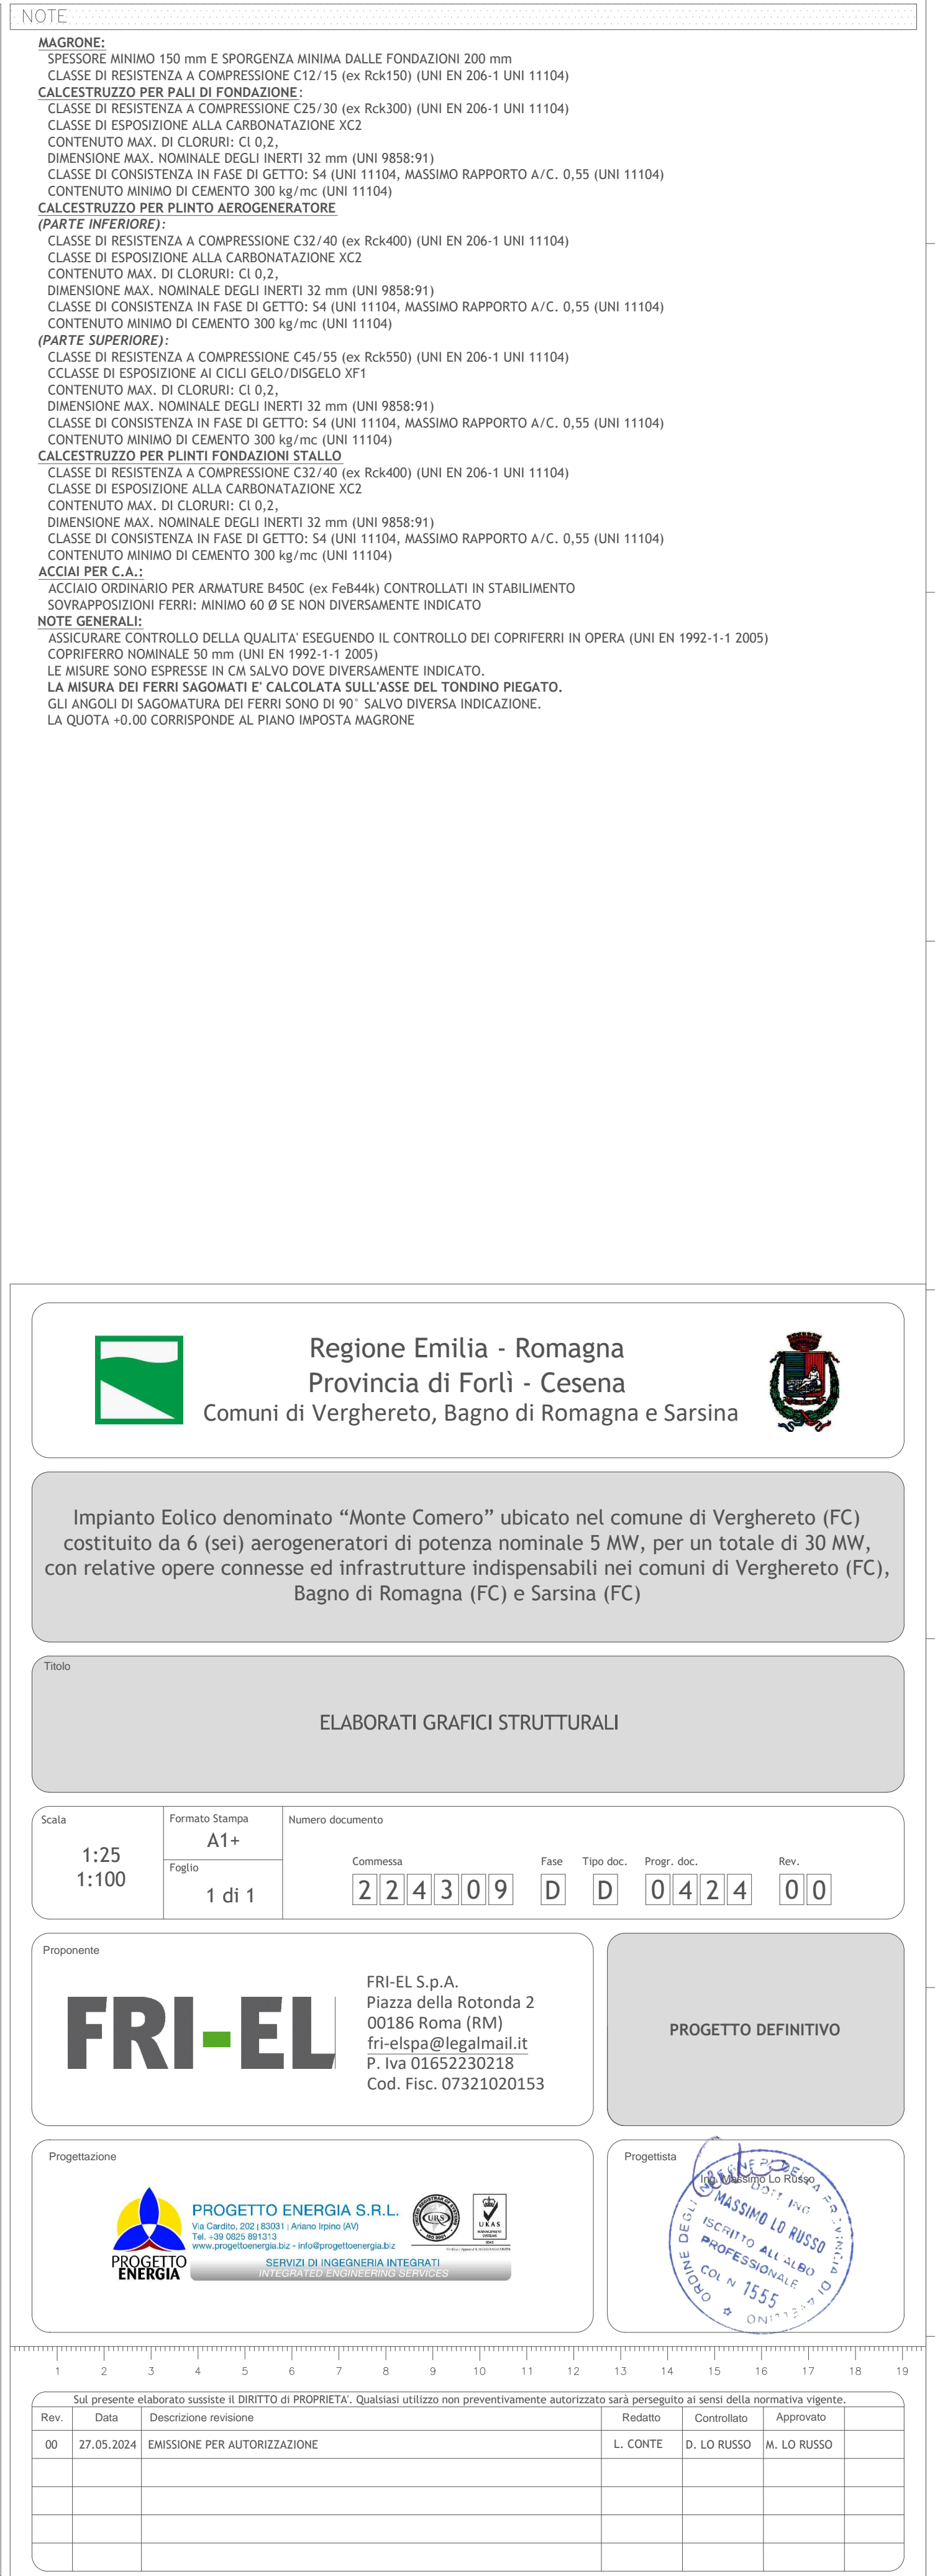 NOTE
MAGRONE:
SPESSORE MINIMO 150 mm E SPORGENZA MINIMA DALLE FONDAZIONI 200 mm
CLASSE DI RESISTENZA A COMPRESSIONE C12/15 (ex Rck150) (UNI EN 206-1 UNI 11104)
CALCESTRUZZO PER PALI DI FONDAZIONE:
CLASSE DI RESISTENZA A COMPRESSIONE C25/30 (ex Rck300) (UNI EN 206-1 UNI 11104)
CLASSE DI ESPOSIZIONE ALLA CARBONATAZIONE XC2
CONTENUTO MAX. DI CLORURI: Cl 0,2,
DIMENSIONE MAX. NOMINALE DEGLI INERTI 32 mm (UNI 9858:91)
CLASSE DI CONSISTENZA IN FASE DI GETTO: S4 (UNI 11104, MASSIMO RAPPORTO A/C. 0,55 (UNI 11104)
CONTENUTO MINIMO DI CEMENTO 300 kg/mc (UNI 11104)
CALCESTRUZZO PER PLINTO AEROGENERATORE
(PARTE INFERIORE):
CLASSE DI RESISTENZA A COMPRESSIONE C32/40 (ex Rck400) (UNI EN 206-1 UNI 11104)
CLASSE DI ESPOSIZIONE ALLA CARBONATAZIONE XC2
CONTENUTO MAX. DI CLORURI: Cl 0,2,
DIMENSIONE MAX. NOMINALE DEGLI INERTI 32 mm (UNI 9858:91)
CLASSE DI CONSISTENZA IN FASE DI GETTO: S4 (UNI 11104, MASSIMO RAPPORTO A/C. 0,55 (UNI 11104)
CONTENUTO MINIMO DI CEMENTO 300 kg/mc (UNI 11104)
(PARTE SUPERIORE):
CLASSE DI RESISTENZA A COMPRESSIONE C45/55 (ex Rck550) (UNI EN 206-1 UNI 11104)
CCLASSE DI ESPOSIZIONE AI CICLI GELO/DISGELO XF1
CONTENUTO MAX. DI CLORURI: Cl 0,2,
DIMENSIONE MAX. NOMINALE DEGLI INERTI 32 mm (UNI 9858:91)
CLASSE DI CONSISTENZA IN FASE DI GETTO: S4 (UNI 11104, MASSIMO RAPPORTO A/C. 0,55 (UNI 11104)
CONTENUTO MINIMO DI CEMENTO 300 kg/mc (UNI 11104)
CALCESTRUZZO PER PLINTI FONDAZIONI STALLO
CLASSE DI RESISTENZA A COMPRESSIONE C32/40 (ex Rck400) (UNI EN 206-1 UNI 11104)
CLASSE DI ESPOSIZIONE ALLA CARBONATAZIONE XC2
CONTENUTO MAX. DI CLORURI: Cl 0,2,
DIMENSIONE MAX. NOMINALE DEGLI INERTI 32 mm (UNI 9858:91)
CLASSE DI CONSISTENZA IN FASE DI GETTO: S4 (UNI 11104, MASSIMO RAPPORTO A/C. 0,55 (UNI 11104)
CONTENUTO MINIMO DI CEMENTO 300 kg/mc (UNI 11104)
ACCIAI PER C.A.:
ACCIAIO ORDINARIO PER ARMATURE B450C (ex FeB44k) CONTROLLATI IN STABILIMENTO
SOVRAPPOSIZIONI FERRI: MINIMO 60 Ø SE NON DIVERSAMENTE INDICATO
NOTE GENERALI:
ASSICURARE CONTROLLO DELLA QUALITA' ESEGUENDO IL CONTROLLO DEI COPRIFERRI IN OPERA (UNI EN 1992-1-1 2005)
COPRIFERRO NOMINALE 50 mm (UNI EN 1992-1-1 2005)
LE MISURE SONO ESPRESSE IN CM SALVO DOVE DIVERSAMENTE INDICATO.
LA MISURA DEI FERRI SAGOMATI E' CALCOLATA SULL'ASSE DEL TONDINO PIEGATO.
GLI ANGOLI DI SAGOMATURA DEI FERRI SONO DI 90° SALVO DIVERSA INDICAZIONE.
LA QUOTA +0.00 CORRISPONDE AL PIANO IMPOSTA MAGRONE
Regione Emilia - Romagna
Provincia di Forlì - Cesena
Comuni di Verghereto, Bagno di Romagna e Sarsina
Impianto Eolico denominato “Monte Comero” ubicato nel comune di Verghereto (FC)
costituito da 6 (sei) aerogeneratori di potenza nominale 5 MW, per un totale di 30 MW,
con relative opere connesse ed infrastrutture indispensabili nei comuni di Verghereto (FC),
Bagno di Romagna (FC) e Sarsina (FC)
Titolo
ELABORATI GRAFICI STRUTTURALI
Scala
1:25
1:100
Formato Stampa
A1+
Foglio
1 di 1
Numero documento
Commessa Fase Tipo doc. Progr. doc. Rev.
2 2 4 3 0 9 D D 0 4 2 4 0 0
Proponente
FRI-EL
FRI-EL S.p.A.
Piazza della Rotonda 2
00186 Roma (RM)
fri-elspa@legalmail.it
P. Iva 01652230218
Cod. Fisc. 07321020153
PROGETTO DEFINITIVO
Progettazione
PROGETTO ENERGIA
PROGETTO ENERGIA S.R.L.
Via Cardito, 202 | 83031 | Ariano Irpino (AV)
Tel. +39 0825 891313
www.progettoenergia.biz - info@progettoenergia.biz
SERVIZI DI INGEGNERIA INTEGRATI
INTEGRATED ENGINEERING SERVICES
URS
UKAS
MANAGEMENT
SYSTEMS
Progettista
Ing. Massimo Lo Russo
ORDINE DEGLI INGEGNERI DELLA PROVINCIA DI AVELLINO
DOTT. ING.
MASSIMO LO RUSSO
ISCRITTO ALL'ALBO
PROFESSIONALE
COL N. 1555
1 2 3 4 5 6 7 8 9 10 11 12 13 14 15 16 17 18 19
Sul presente elaborato sussiste il DIRITTO di PROPRIETA'. Qualsiasi utilizzo non preventivamente autorizzato sarà perseguito ai sensi della normativa vigente.
Rev. Data Descrizione revisione Redatto Controllato Approvato
00 27.05.2024 EMISSIONE PER AUTORIZZAZIONE L. CONTE D. LO RUSSO M. LO RUSSO